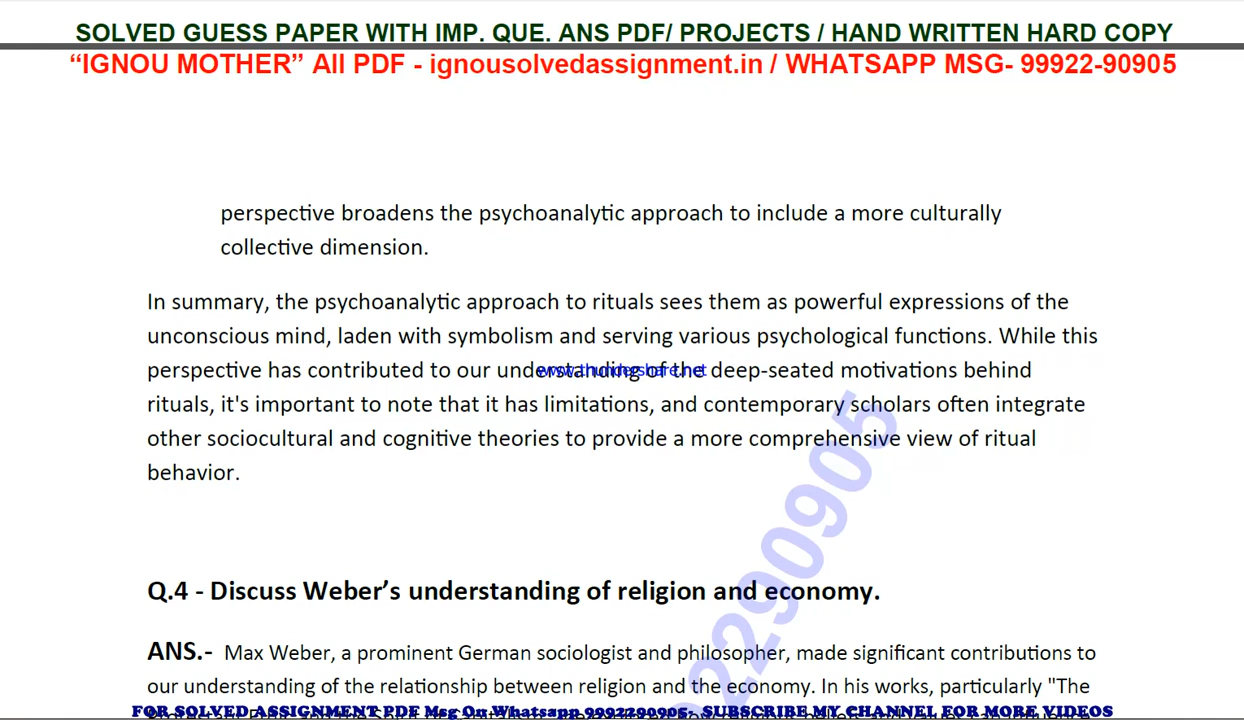 SOLVED GUESS PAPER WITH IMP. QUE. ANS PDF/ PROJECTS / HAND WRITTEN HARD COPY
“IGNOU MOTHER” All PDF - ignousolvedassignment.in / WHATSAPP MSG- 99922-90905
perspective broadens the psychoanalytic approach to include a more culturally
collective dimension.
In summary, the psychoanalytic approach to rituals sees them as powerful expressions of the
unconscious mind, laden with symbolism and serving various psychological functions. While this
perspective has contributed to our understanding of the deep-seated motivations behind
www.thundershare.net
rituals, it's important to note that it has limitations, and contemporary scholars often integrate
other sociocultural and cognitive theories to provide a more comprehensive view of ritual
behavior.
2290905
Q.4 - Discuss Weber’s understanding of religion and economy.
ANS.- Max Weber, a prominent German sociologist and philosopher, made significant contributions to
our understanding of the relationship between religion and the economy. In his works, particularly "The
FOR SOLVED ASSIGNMENT PDF Msg On Whatsapp 9992290905- SUBSCRIBE MY CHANNEL FOR MORE VIDEOS